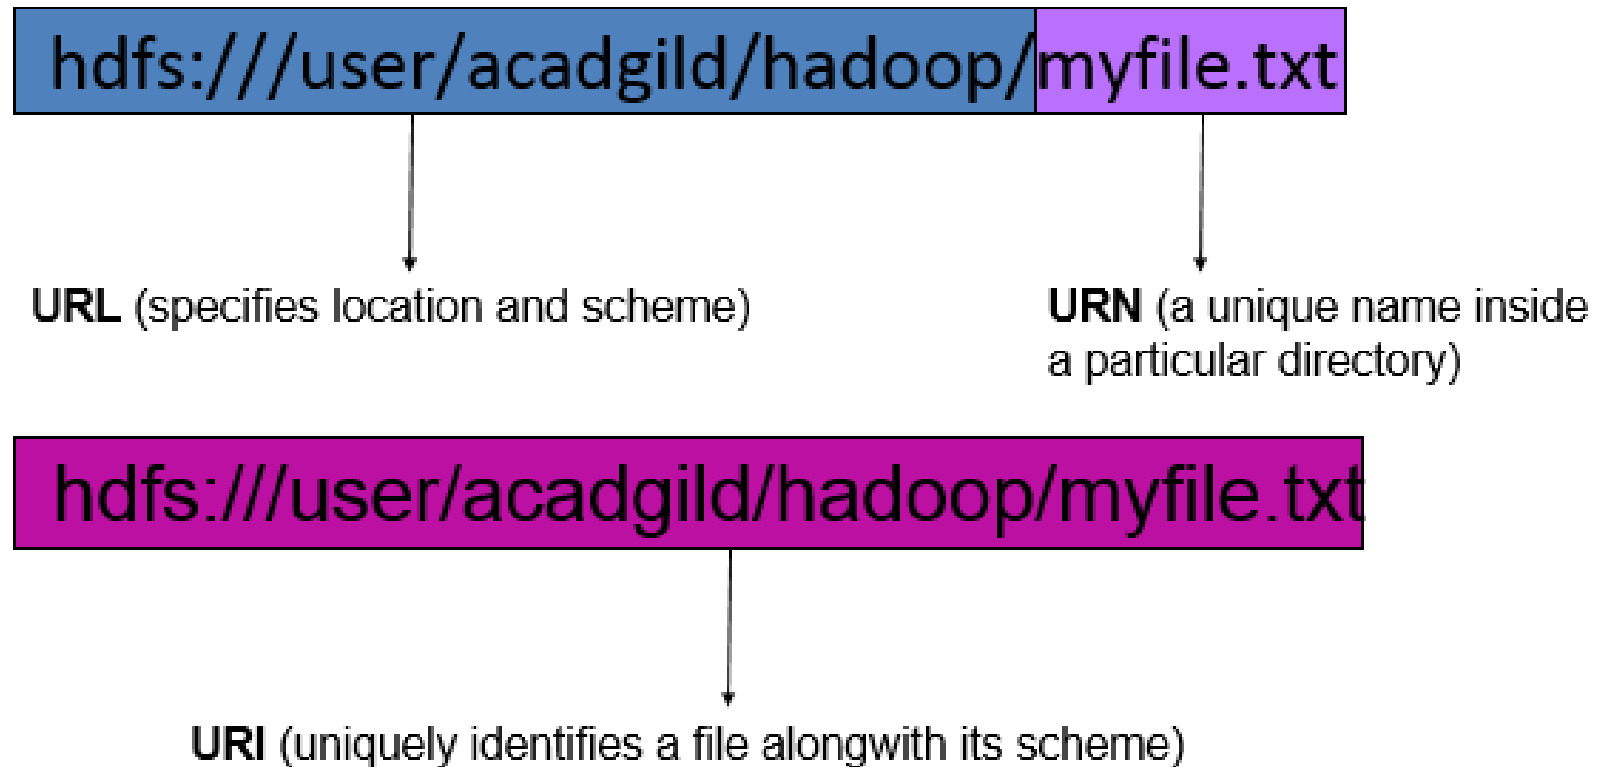 hdfs:///user/acadgild/hadoop/myfile.txt
URL (specifies location and scheme)
URN (a unique name inside
a particular directory)
hdfs:///user/acadgild/hadoop/myfile.txt
URI (uniquely identifies a file alongwith its scheme)